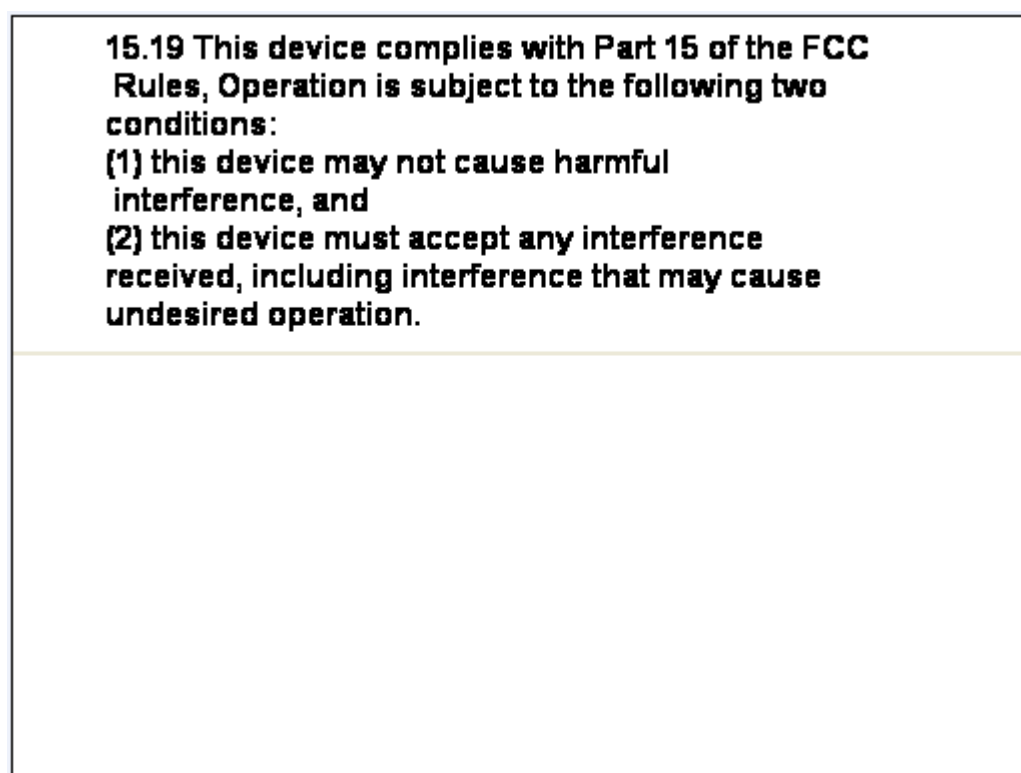 15.19 This device complies with Part 15 of the FCC
Rules, Operation is subject to the following two
conditions:
(1) this device may not cause harmful
interference, and
(2) this device must accept any interference
received, including interference that may cause
undesired operation.